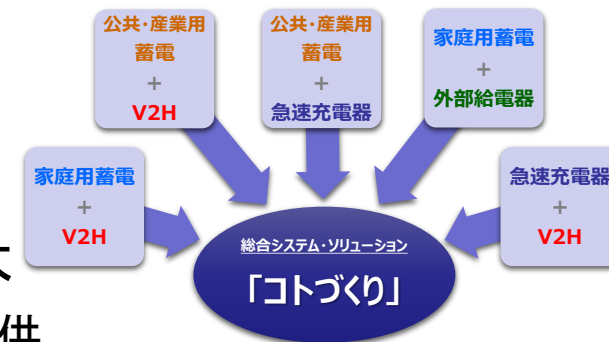 公共・産業用
蓄電
+
V2H
公共・産業用
蓄電
+
急速充電器
家庭用蓄電
+
外部給電器
家庭用蓄電
+
V2H
急速充電器
+
V2H
総合システム・ソリューション
「コトづくり」